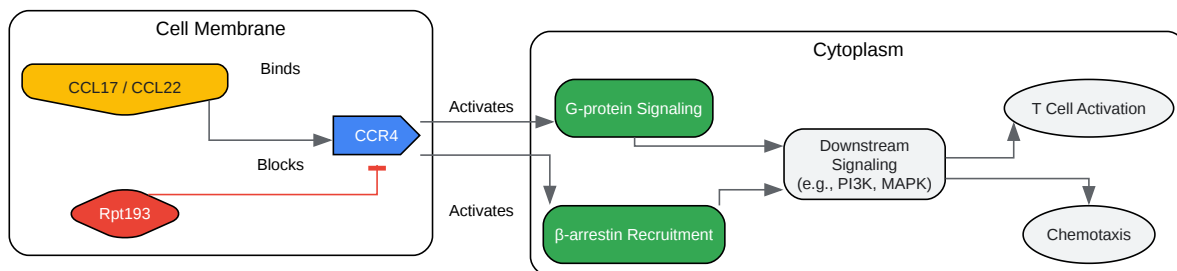 Cell Membrane
Binds
CCL17 / CCL22
CCR4
Blocks
Rpt193
Activates
Activates
Cytoplasm
G-protein Signaling
β-arrestin Recruitment
Downstream
Signaling
(e.g., PI3K, MAPK)
T Cell Activation
Chemotaxis